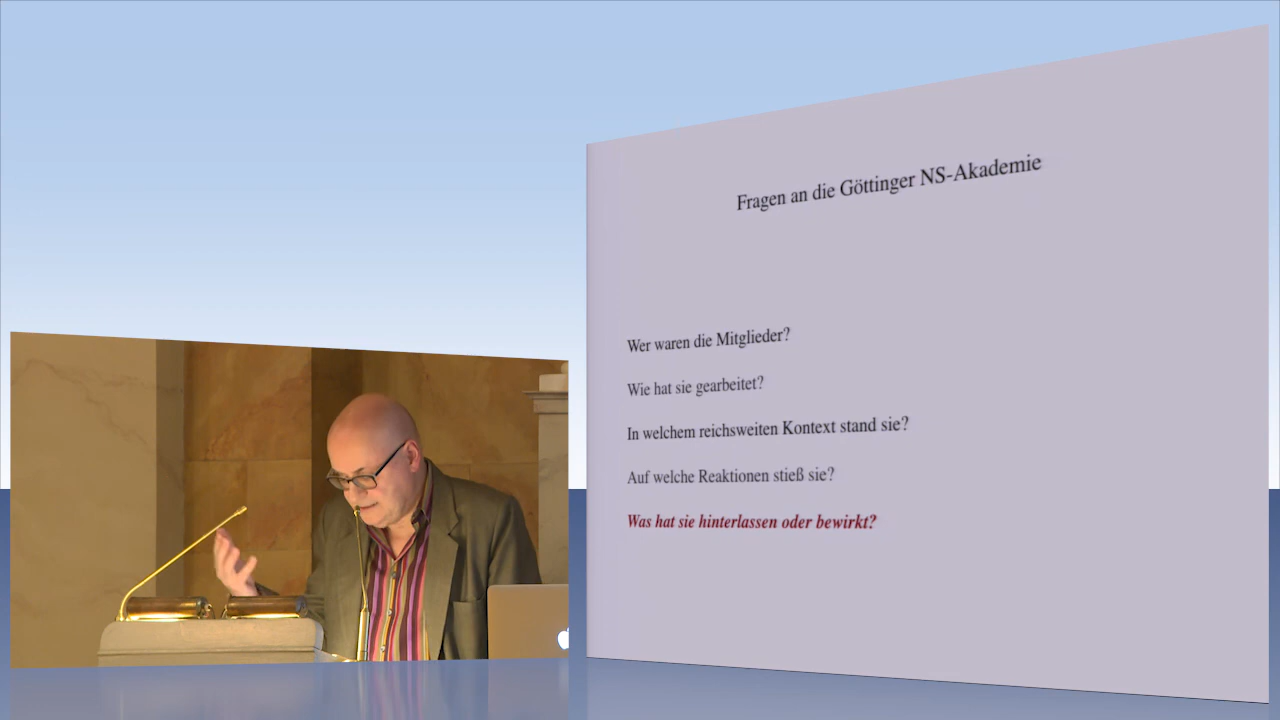 Fragen an die Göttinger NS-Akademie
Wer waren die Mitglieder?
Wie hat sie gearbeitet?
In welchem reichsweiten Kontext stand sie?
Auf welche Reaktionen stieß sie?
Was hat sie hinterlassen oder bewirkt?